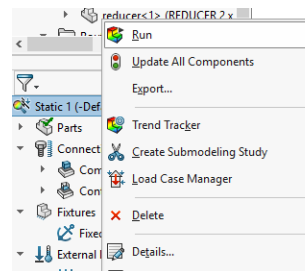 reducer<1> (REDUCER 2 x
Run
Update All Components
Export...
Static 1 (-Def
Parts
Trend Tracker
Connect
Create Submodeling Study
Com
Load Case Manager
Con
Fixtures
Delete
Fixed
External l
Details...